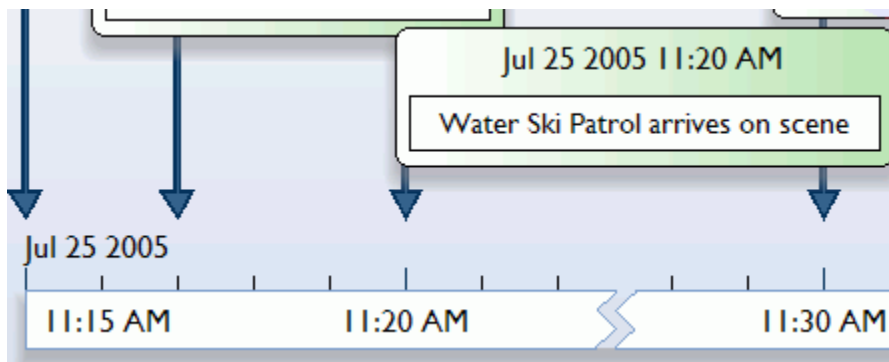 Jul 25 2005 11:20 AM
Water Ski Patrol arrives on scene
Jul 25 2005
11:15 AM 11:20 AM 11:30 AM